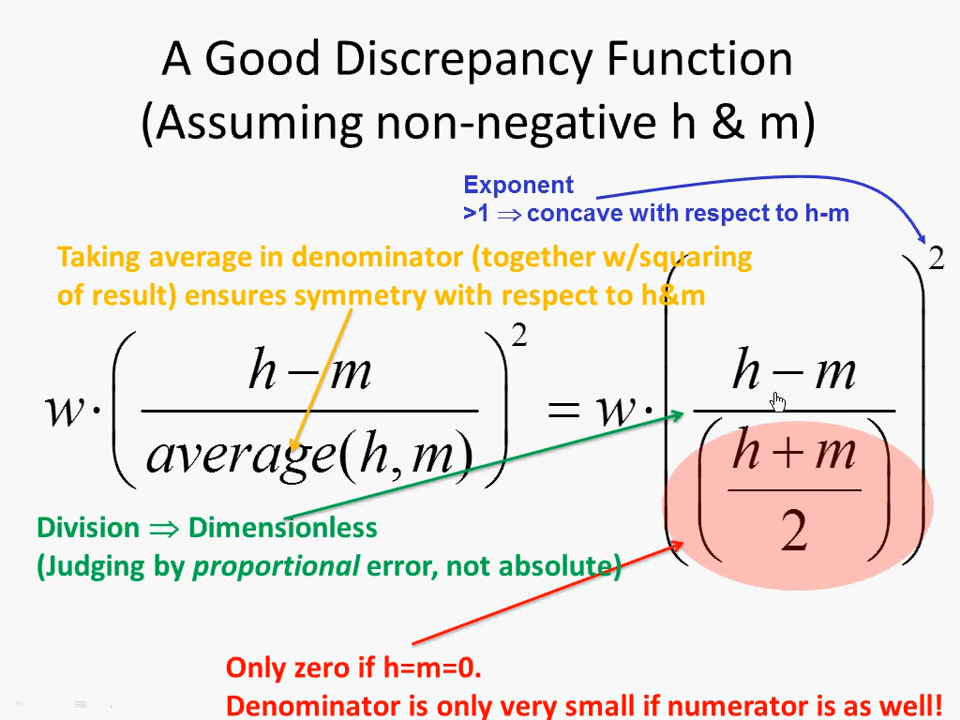 A Good Discrepancy Function
(Assuming non-negative h & m)
Exponent
>1 ⇒ concave with respect to h-m
Taking average in denominator (together w/squaring
of result) ensures symmetry with respect to h&m
w·((h−m)/average(h,m))² = w·((h−m)/((h+m)/2))²
Division ⇒ Dimensionless
(Judging by proportional error, not absolute)
Only zero if h=m=0.
Denominator is only very small if numerator is as well!